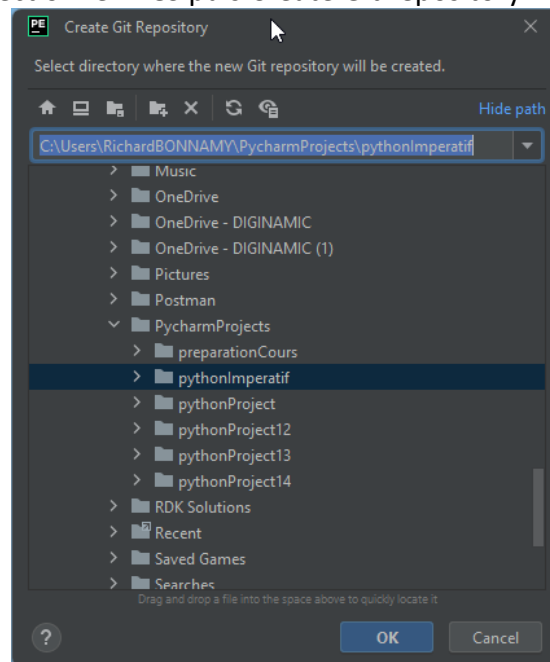 PE Create Git Repository
Select directory where the new Git repository will be created.
Hide path
C:\Users\RichardBONNAMY\PycharmProjects\pythonImperatif
Music
OneDrive
OneDrive - DIGINAMIC
OneDrive - DIGINAMIC (1)
Pictures
Postman
PycharmProjects
preparationCours
pythonImperatif
pythonProject
pythonProject12
pythonProject13
pythonProject14
RDK Solutions
Recent
Saved Games
Searches
Drag and drop a file into the space above to quickly locate it
? OK Cancel